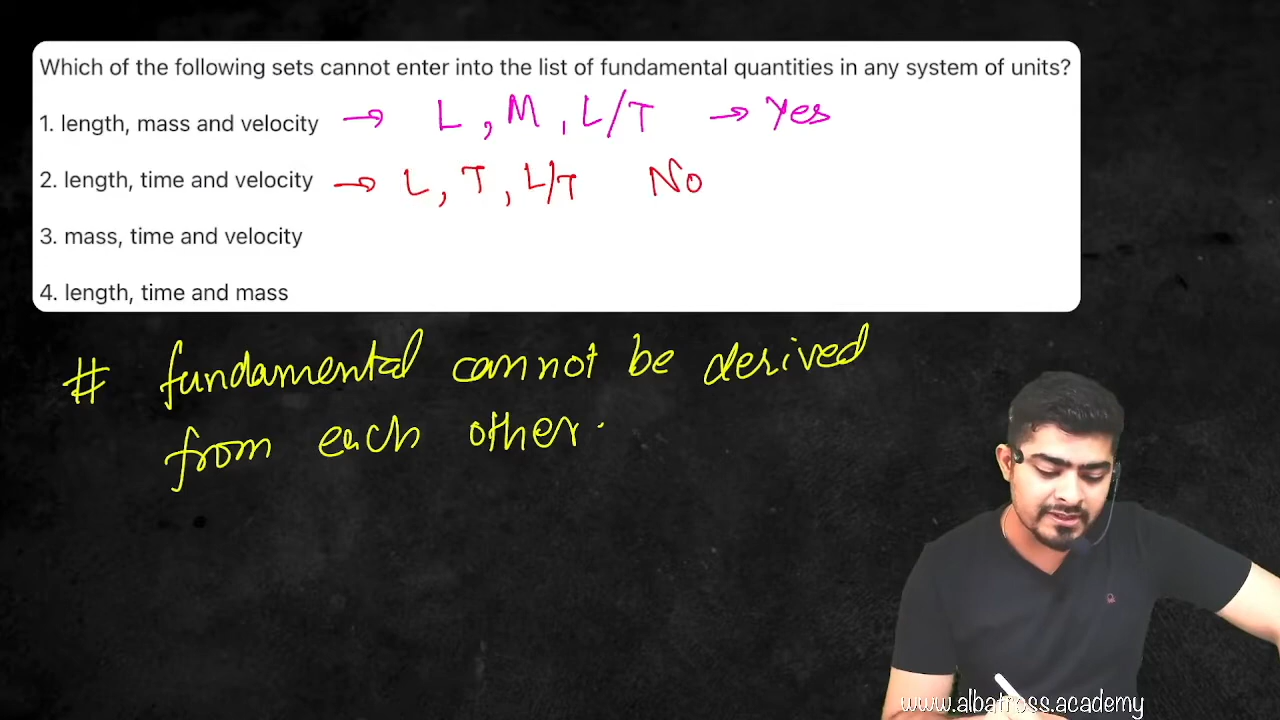 Which of the following sets cannot enter into the list of fundamental quantities in any system of units?
1. length, mass and velocity → L, M, L/T → Yes
2. length, time and velocity → L, T, L/T No
3. mass, time and velocity
4. length, time and mass
# fundamental cannot be derived
from each other.
www.albatross.academy